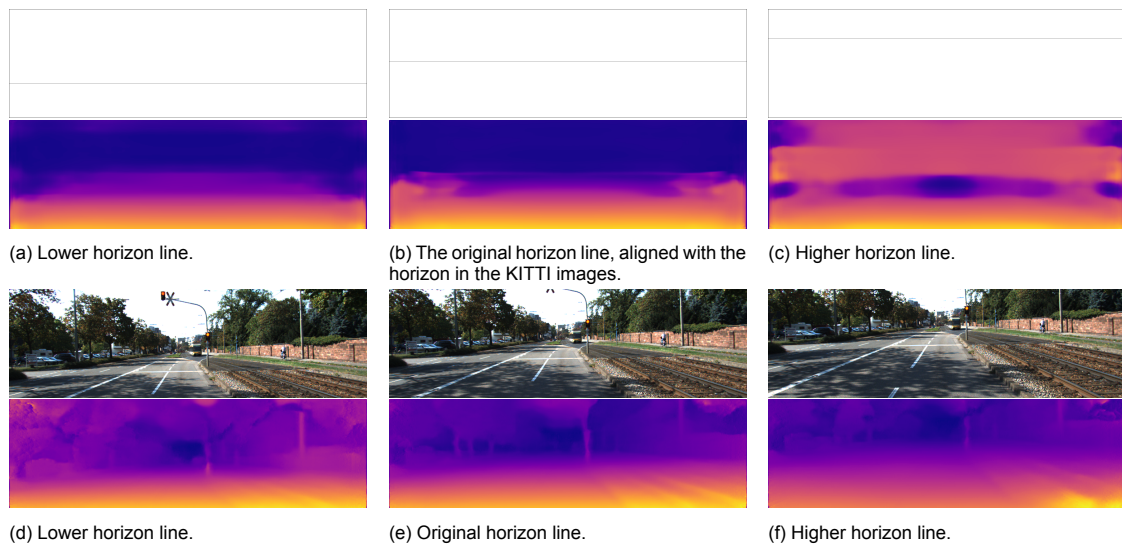 (a) Lower horizon line.
(b) The original horizon line, aligned with the
horizon in the KITTI images.
(c) Higher horizon line.
(d) Lower horizon line.
(e) Original horizon line.
(f) Higher horizon line.